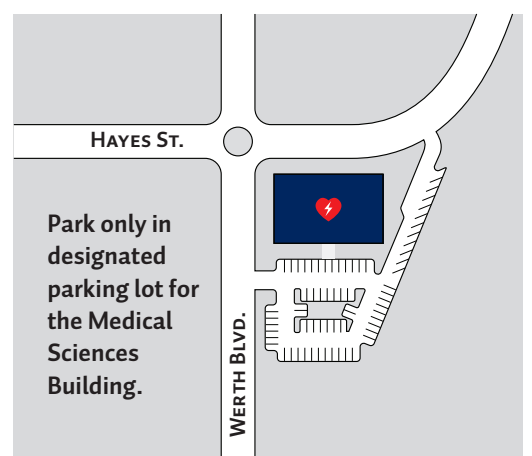 HAYES ST.
Park only in
designated
parking lot for
the Medical
Sciences
Building.
WERTH BLVD.